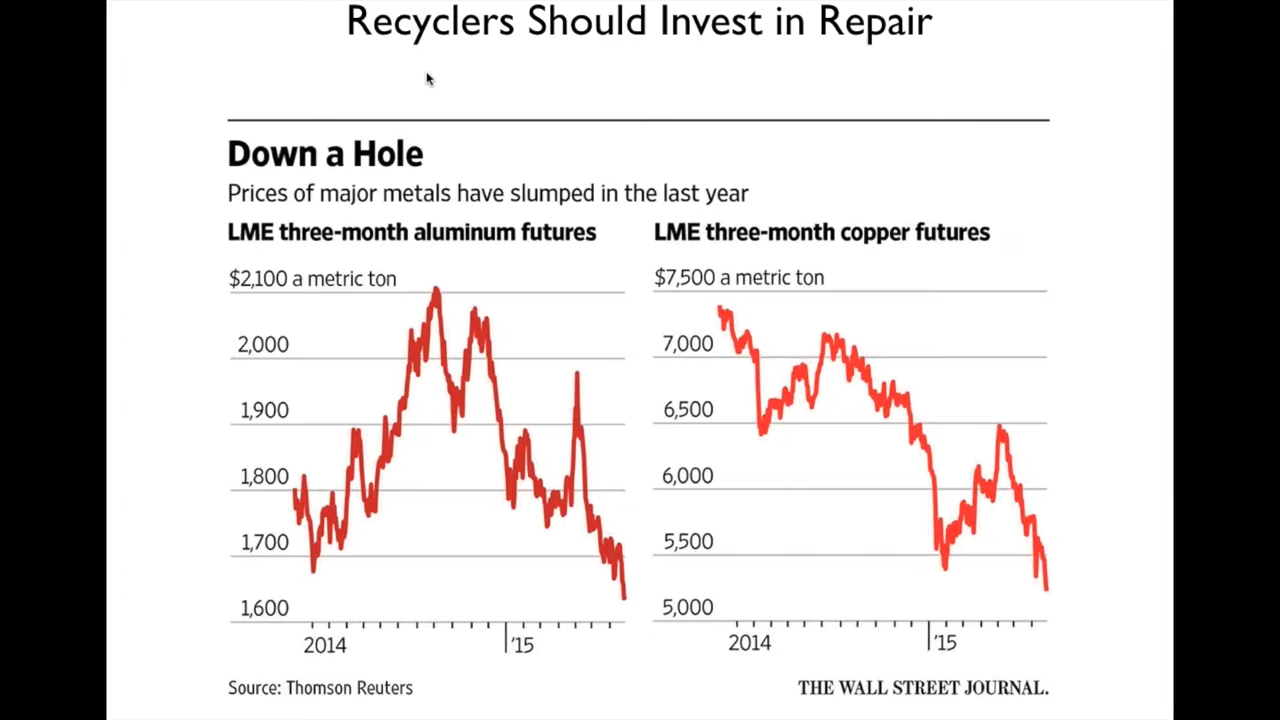 Recyclers Should Invest in Repair
Down a Hole
Prices of major metals have slumped in the last year
LME three-month aluminum futures
$2,100 a metric ton
2,000
1,900
1,800
1,700
1,600
2014
'15
LME three-month copper futures
$7,500 a metric ton
7,000
6,500
6,000
5,500
5,000
2014
'15
Source: Thomson Reuters
THE WALL STREET JOURNAL.